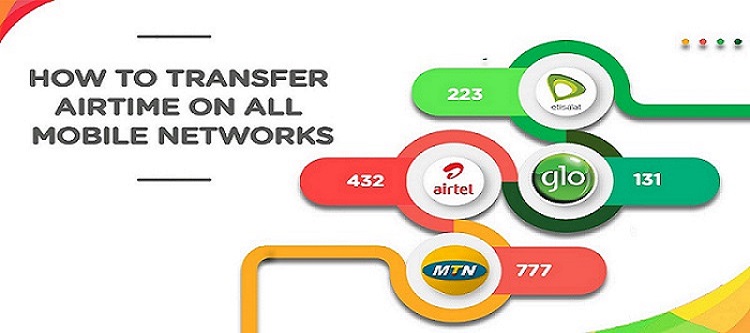 HOW TO TRANSFER
AIRTIME ON ALL
MOBILE NETWORKS
223
etisalat
432
airtel
glo
131
MTN
777